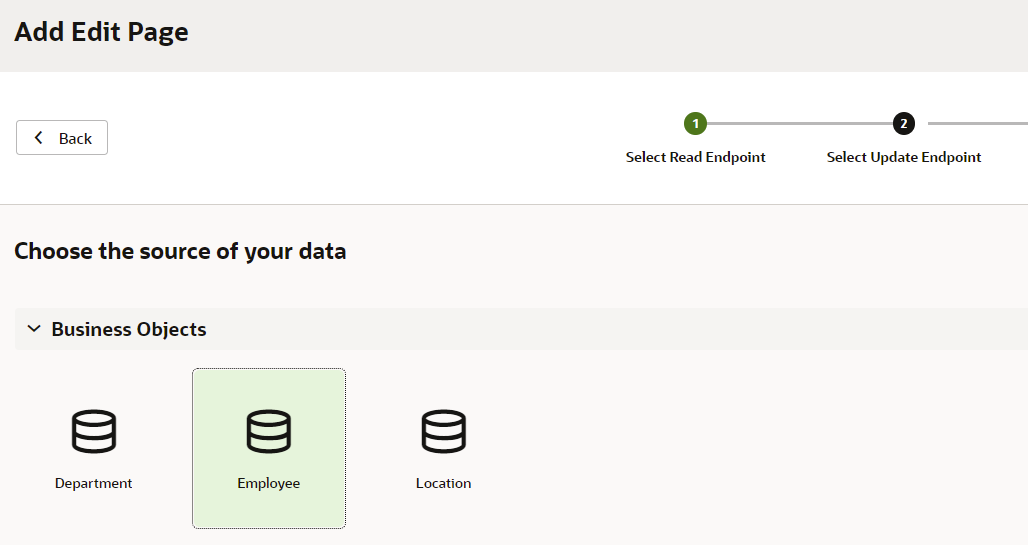 Add Edit Page
Back
1
2
Select Read Endpoint
Select Update Endpoint
Choose the source of your data
Business Objects
Department
Employee
Location